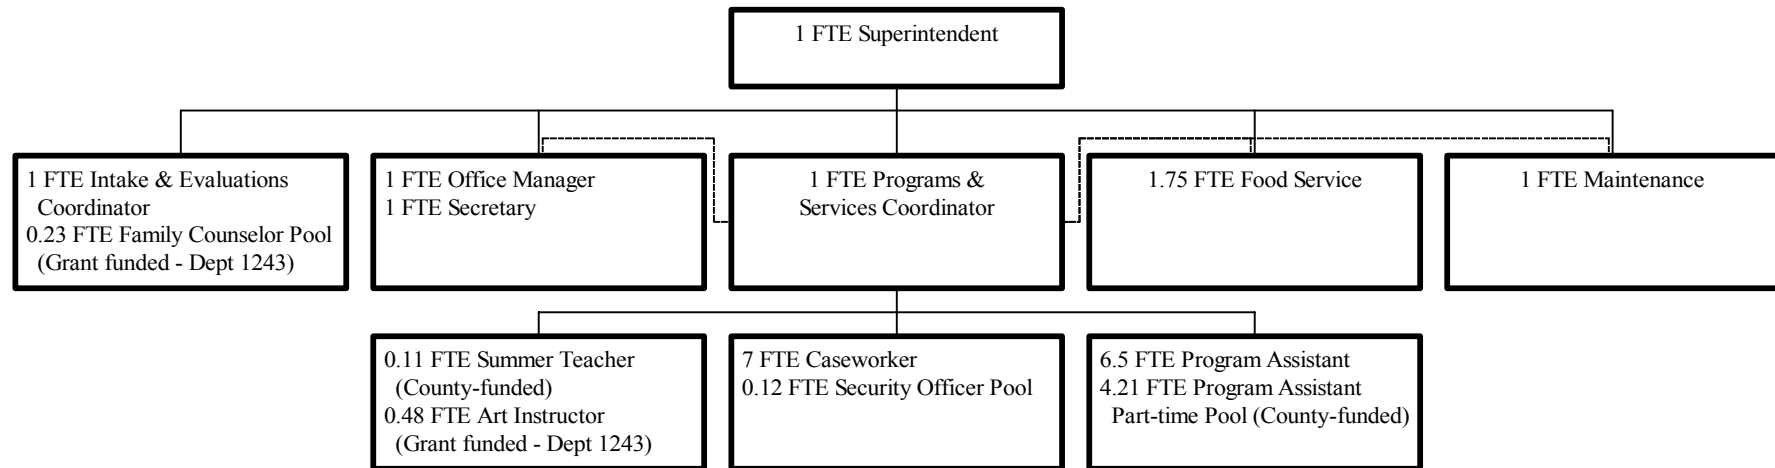 1 FTE Superintendent
1 FTE Intake & Evaluations
Coordinator
0.23 FTE Family Counselor Pool
(Grant funded - Dept 1243)
1 FTE Office Manager
1 FTE Secretary
1 FTE Programs &
Services Coordinator
1.75 FTE Food Service
1 FTE Maintenance
0.11 FTE Summer Teacher
(County-funded)
0.48 FTE Art Instructor
(Grant funded - Dept 1243)
7 FTE Caseworker
0.12 FTE Security Officer Pool
6.5 FTE Program Assistant
4.21 FTE Program Assistant
Part-time Pool (County-funded)